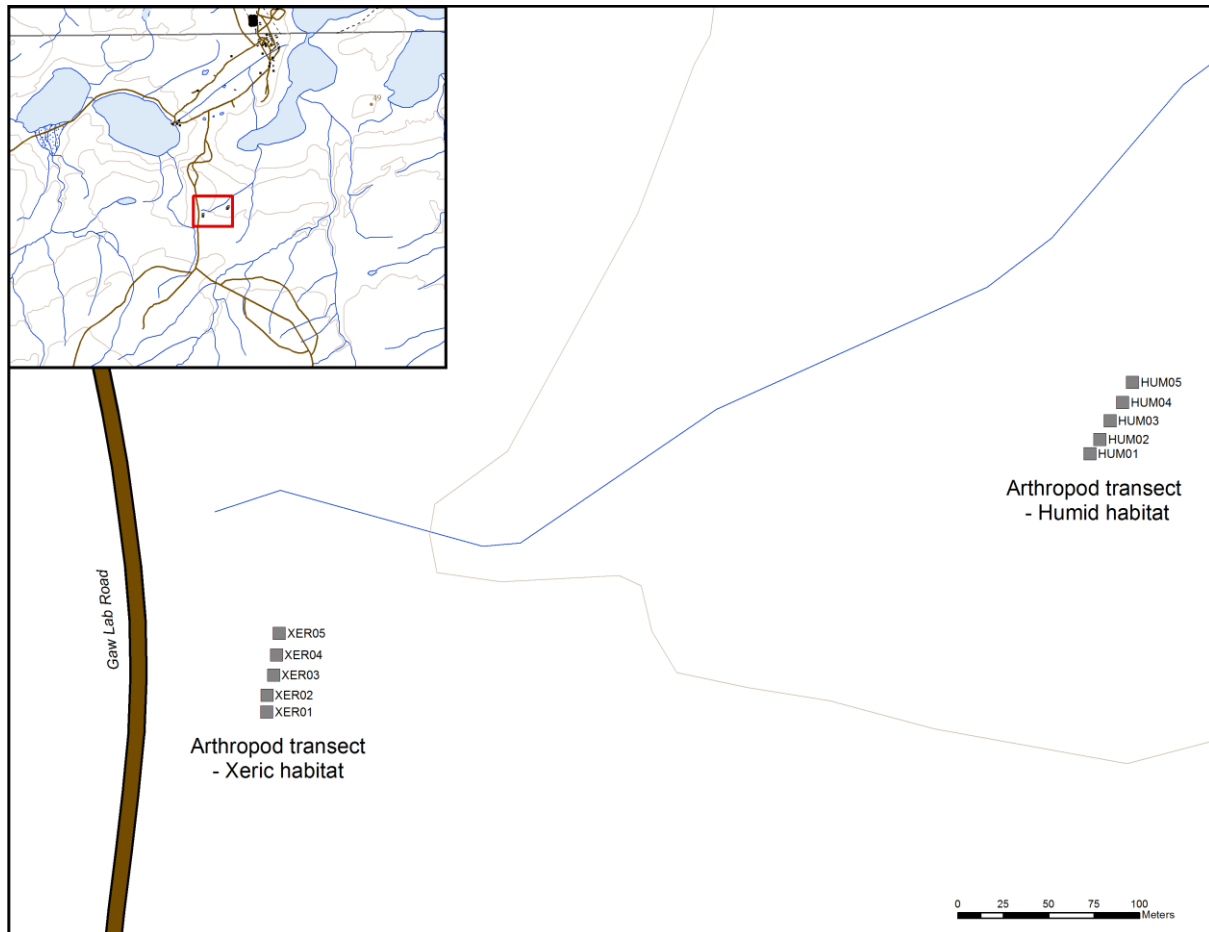 49
HUM05
HUM04
HUM03
HUM02
HUM01
Arthropod transect
- Humid habitat
Gaw Lab Road
XER05
XER04
XER03
XER02
XER01
Arthropod transect
- Xeric habitat
0 25 50 75 100
Meters